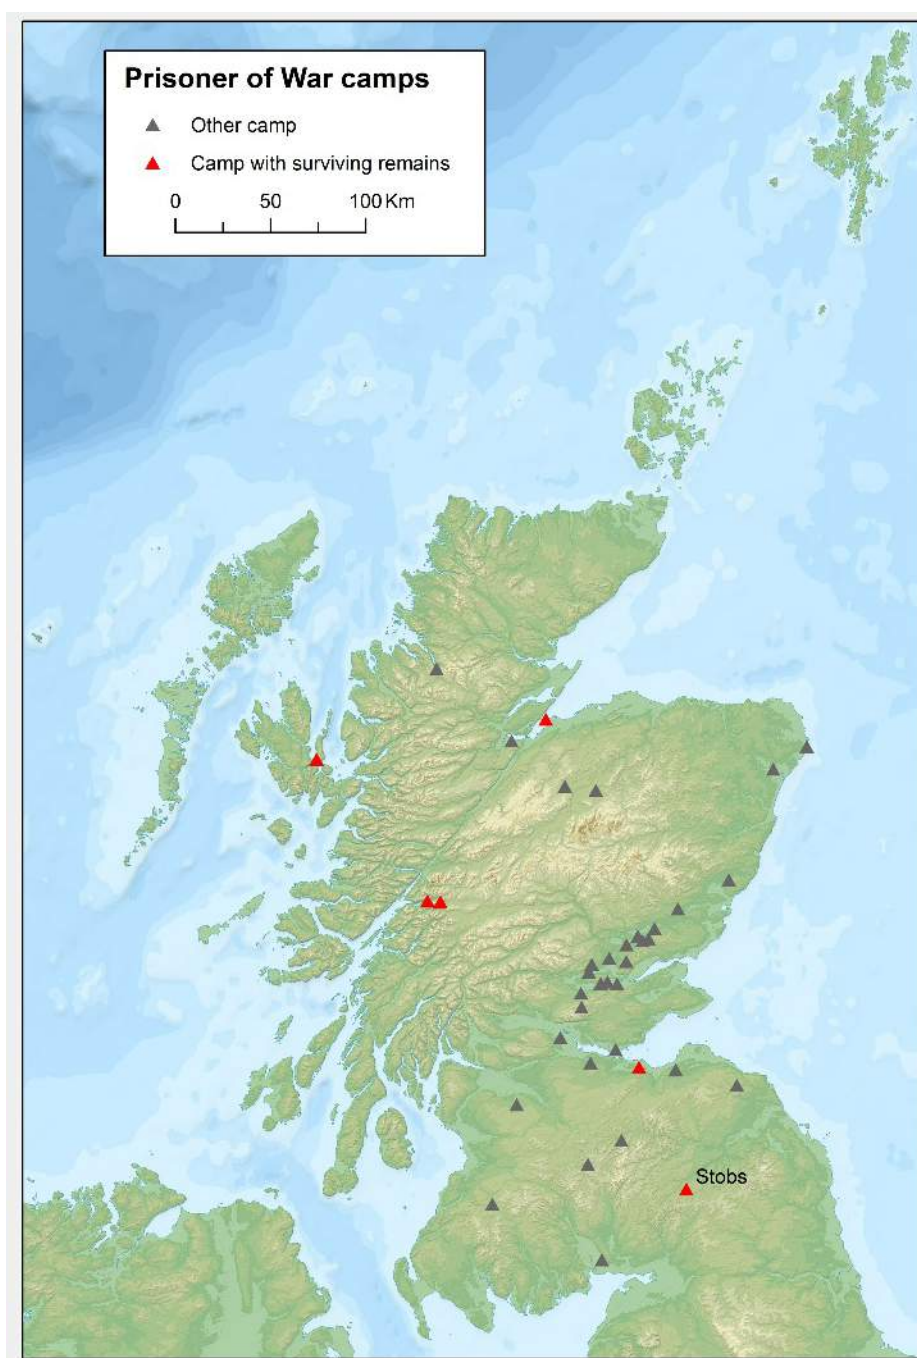 Prisoner of War camps
Other camp
Camp with surviving remains
0 50 100 Km
Stobs